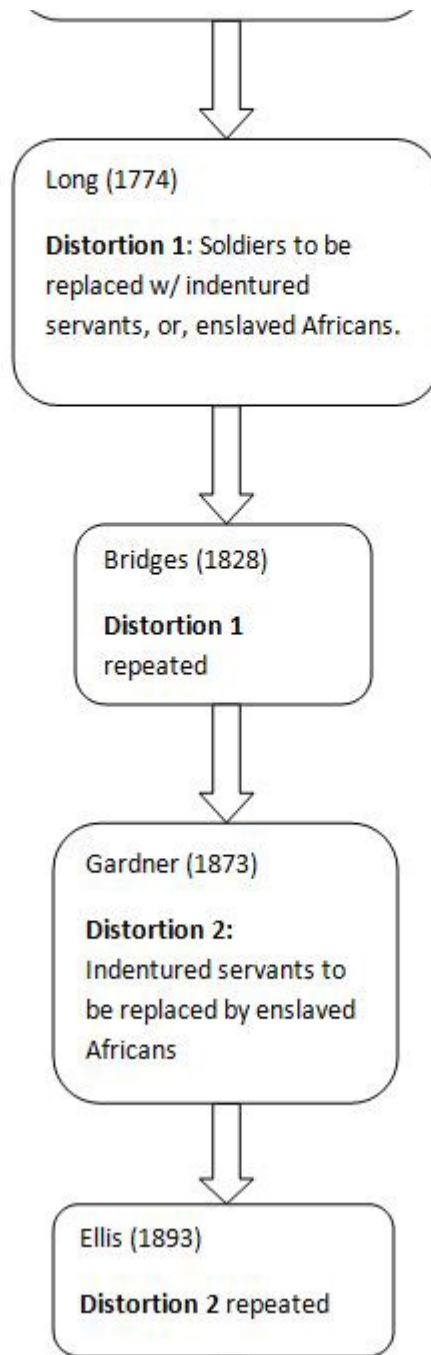 Long (1774)
Distortion 1: Soldiers to be
replaced w/ indentured
servants, or, enslaved Africans.
Bridges (1828)
Distortion 1
repeated
Gardner (1873)
Distortion 2:
Indentured servants to
be replaced by enslaved
Africans
Ellis (1893)
Distortion 2 repeated